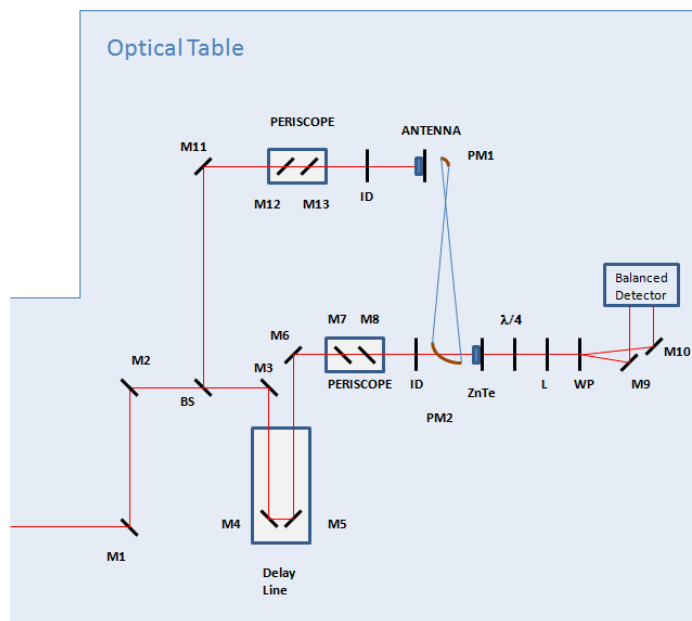 Optical Table
PERISCOPE
ANTENNA
M11
PM1
M12
M13
ID
Balanced
Detector
λ/4
M7
M8
M6
M2
M3
M10
BS
PERISCOPE
ID
ZnTe
L
WP
M9
PM2
M4
M5
M1
Delay
Line